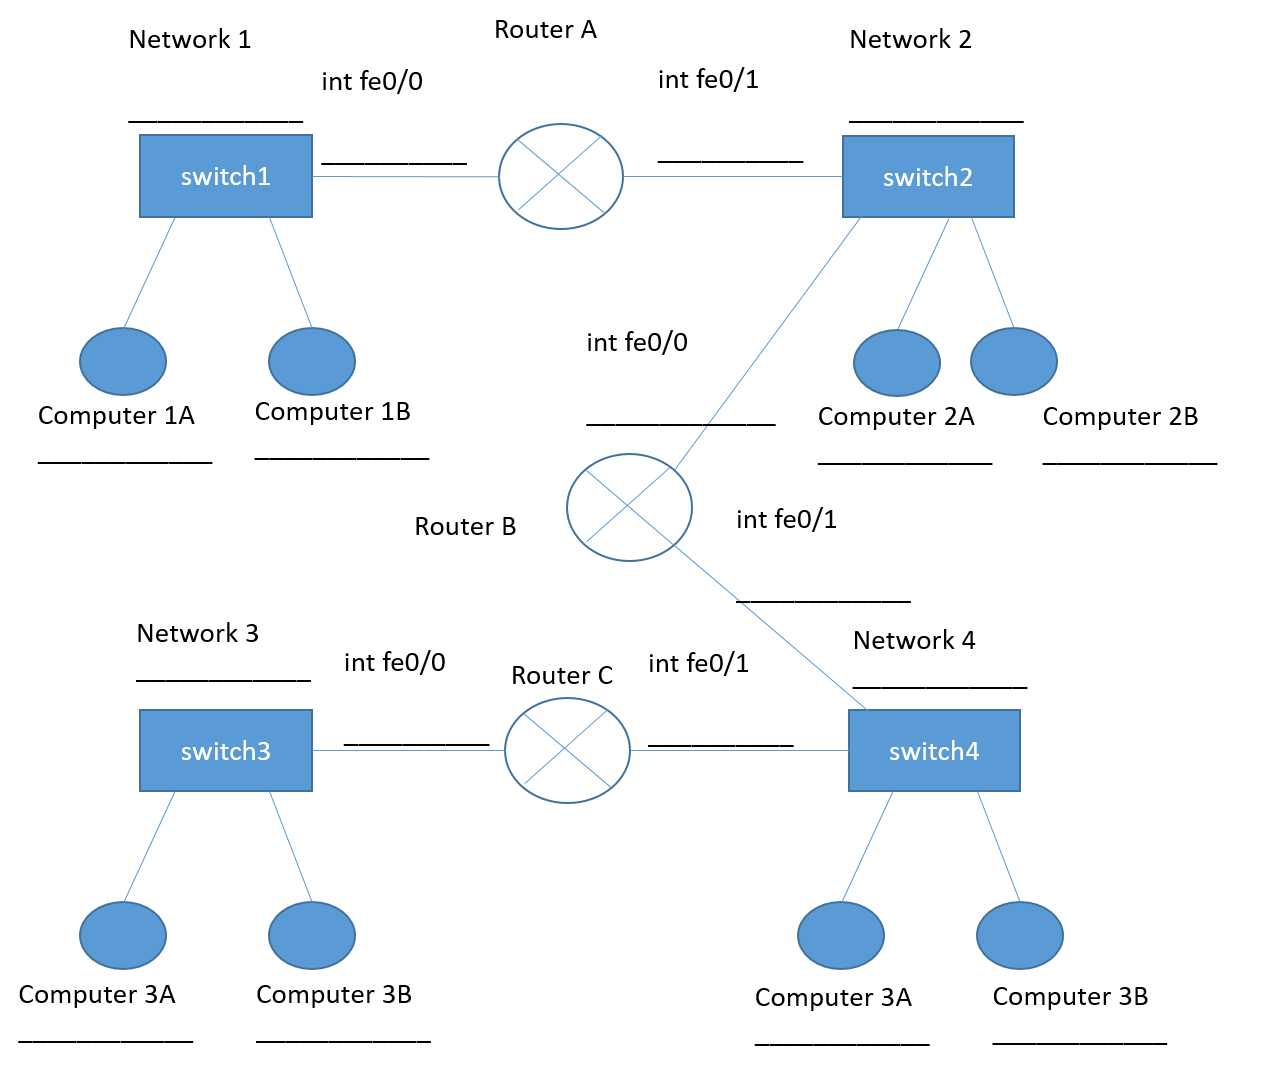 Network 1
Router A
Network 2
int fe0/0
int fe0/1
____________
____________
__________
__________
switch1
switch2
int fe0/0
Computer 1A
Computer 1B
_____________
Computer 2A
Computer 2B
____________
____________
____________
____________
Router B
int fe0/1
____________
Network 3
int fe0/0
Router C
int fe0/1
Network 4
____________
____________
__________
__________
switch3
switch4
Computer 3A
Computer 3B
Computer 3A
Computer 3B
____________
____________
____________
____________